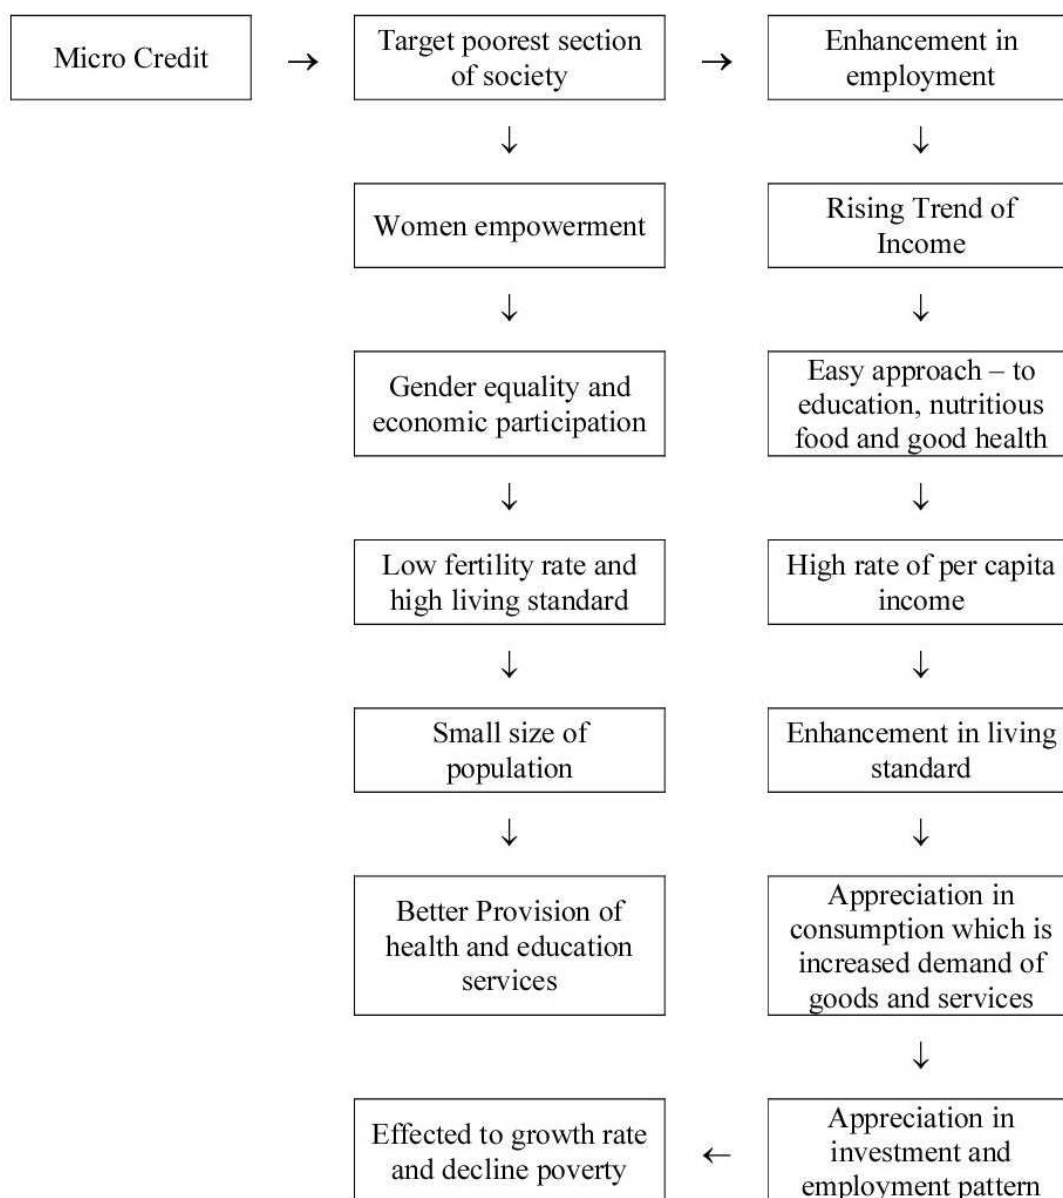 Micro Credit
→
Target poorest section
of society
→
Enhancement in
employment
↓
↓
Women empowerment
Rising Trend of
Income
↓
↓
Gender equality and
economic participation
Easy approach – to
education, nutritious
food and good health
↓
↓
Low fertility rate and
high living standard
High rate of per capita
income
↓
↓
Small size of
population
Enhancement in living
standard
↓
↓
Better Provision of
health and education
services
Appreciation in
consumption which is
increased demand of
goods and services
↓
Effected to growth rate
and decline poverty
←
Appreciation in
investment and
employment pattern